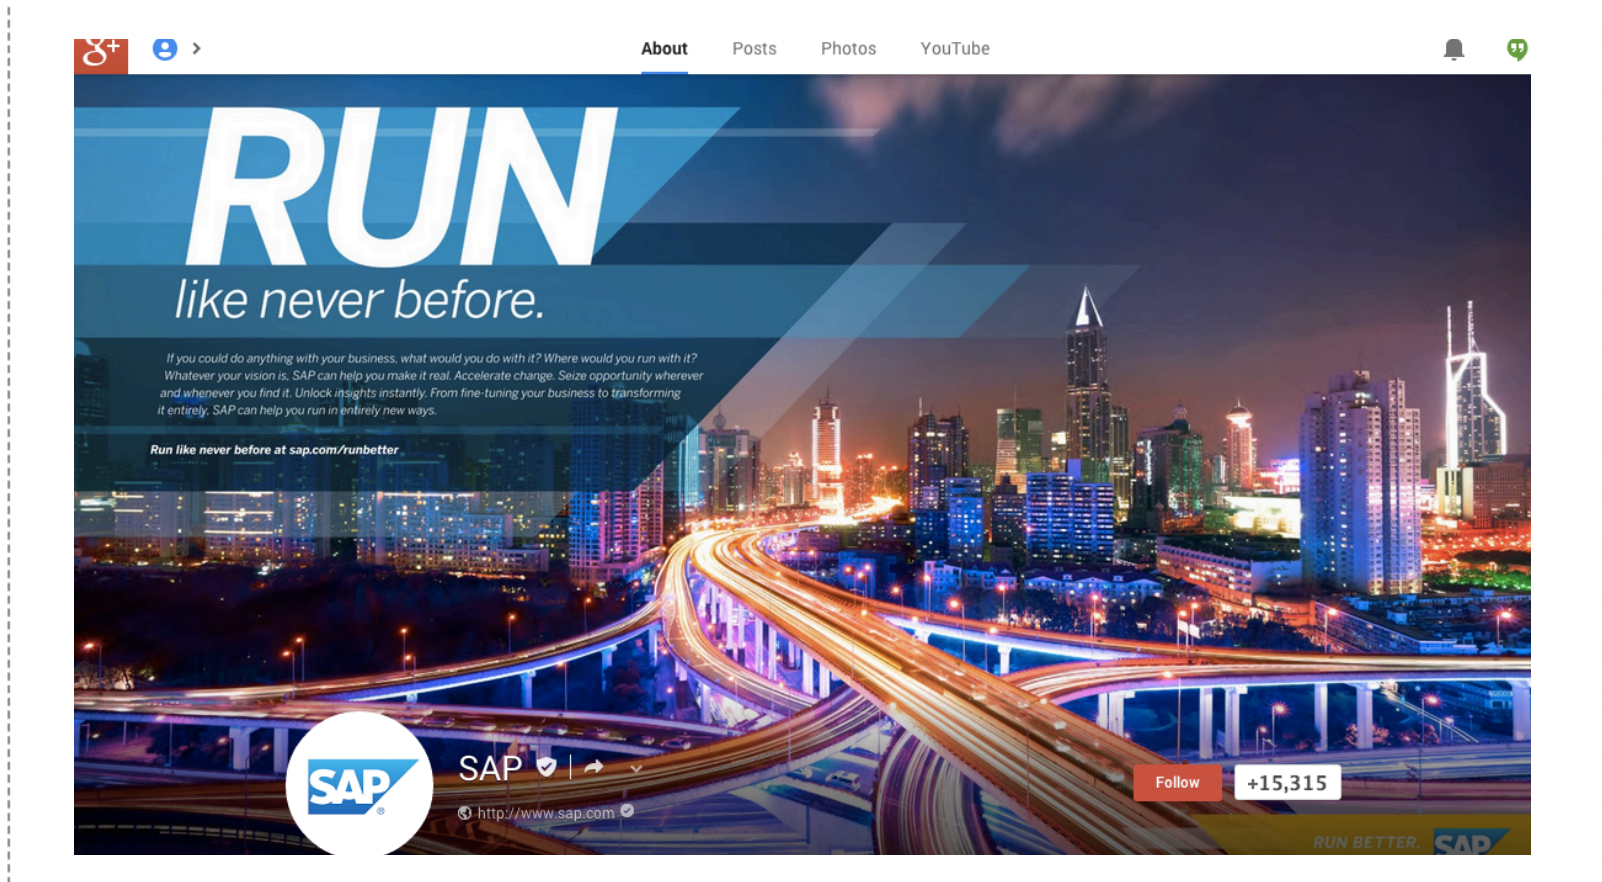 g+
About
Posts
Photos
YouTube
RUN
like never before.
If you could do anything with your business, what would you do with it? Where would you run with it?
Whatever your vision is, SAP can help you make it real. Accelerate change. Seize opportunity wherever
and whenever you find it. Unlock insights instantly. From fine-tuning your business to transforming
it entirely, SAP can help you run in entirely new ways.
Run like never before at sap.com/runbetter
SAP
®
SAP
http://www.sap.com
Follow
+15,315
RUN BETTER.
SAP